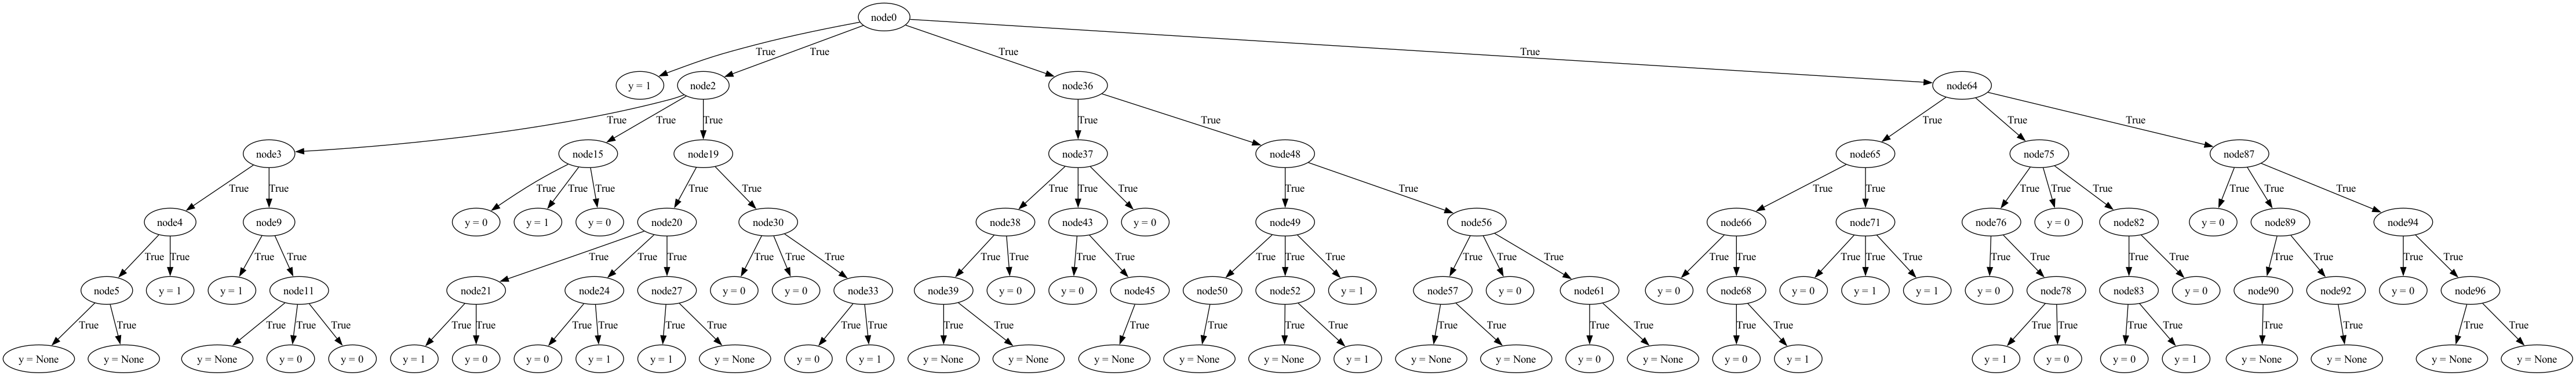 node0
True True True True
y = 1 node2 node36 node64
True True True True True True True True
node3 node15 node19 node37 node48 node65 node75 node87
True True True True True True True True True True True True True True True True True True True True True True
node4 node9 y = 0 y = 1 y = 0 node20 node30 node38 node43 y = 0 node49 node56 node66 node71 node76 y = 0 node82 y = 0 node89 node94
True True True True True True True True True True True True True True True True True True True True True True True True True True True True True True True True True True True
node5 y = 1 y = 1 node11 node21 node24 node27 y = 0 y = 0 node33 node39 y = 0 y = 0 node45 node50 node52 y = 1 node57 y = 0 node61 y = 0 node68 y = 0 y = 1 y = 1 y = 0 node78 node83 y = 0 node90 node92 y = 0 node96
True True True True True True True True True True True True True True True True True True True True True True True True True True True True True True True True True True
y = None y = None y = None y = 0 y = 0 y = 1 y = 0 y = 0 y = 1 y = 1 y = None y = 0 y = 1 y = None y = None y = None y = None y = None y = 1 y = None y = None y = 0 y = None y = 0 y = 1 y = 1 y = 0 y = 0 y = 1 y = None y = None y = None y = None